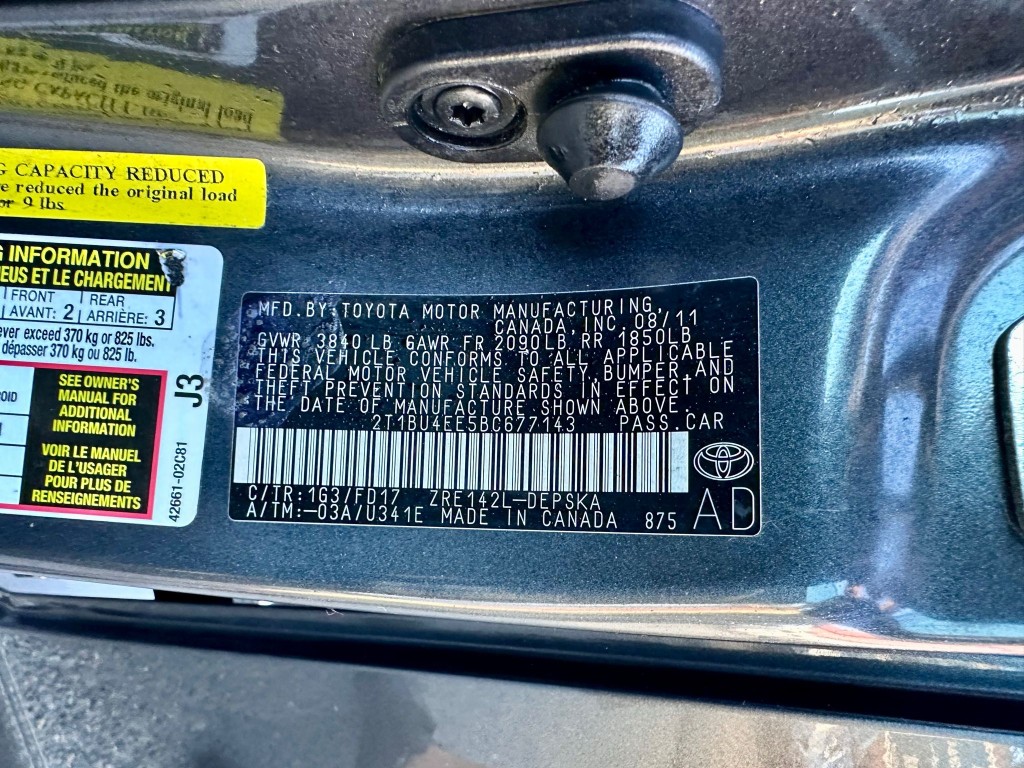 G CAPACITY REDUCED
re reduced the original load
or 9 lbs
G INFORMATION
NEUS ET LE CHARGEMENT
FRONT
AVANT: 2
REAR
ARRIÈRE: 3
ever exceed 370 kg or 825 lbs.
dépasser 370 kg ou 825 lb.
SEE OWNER'S
MANUAL FOR
ADDITIONAL
INFORMATION
VOIR LE MANUEL
DE L'USAGER
POUR PLUS DE
RENSEIGNEMENTS
J3
42661-02C81
MFD.BY:TOYOTA MOTOR MANUFACTURING,
CANADA,INC. 08/11
GVWR 3840 LB GAWR FR 2090LB RR 1850LB
THIS VEHICLE CONFORMS TO ALL APPLICABLE
FEDERAL MOTOR VEHICLE SAFETY, BUMPER,AND
THEFT PREVENTION STANDARDS IN EFFECT ON
THE DATE OF MANUFACTURE SHOWN ABOVE.
2T1BU4EE5BC677143 PASS.CAR
C/TR:1G3/FD17 ZRE142L-DEPSKA
A/TM:-03A/U341E MADE IN CANADA 875
AD